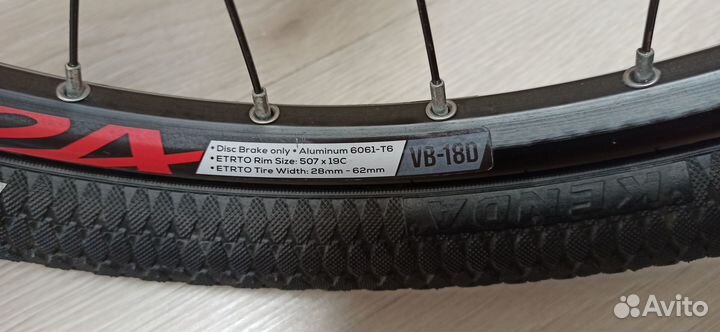 • Disc Brake only • Aluminum 6061-T6
• ETRTO Rim Size: 507 x 19C
• ETRTO Tire Width: 28mm - 62mm
VB-18D
KENDA
Avito